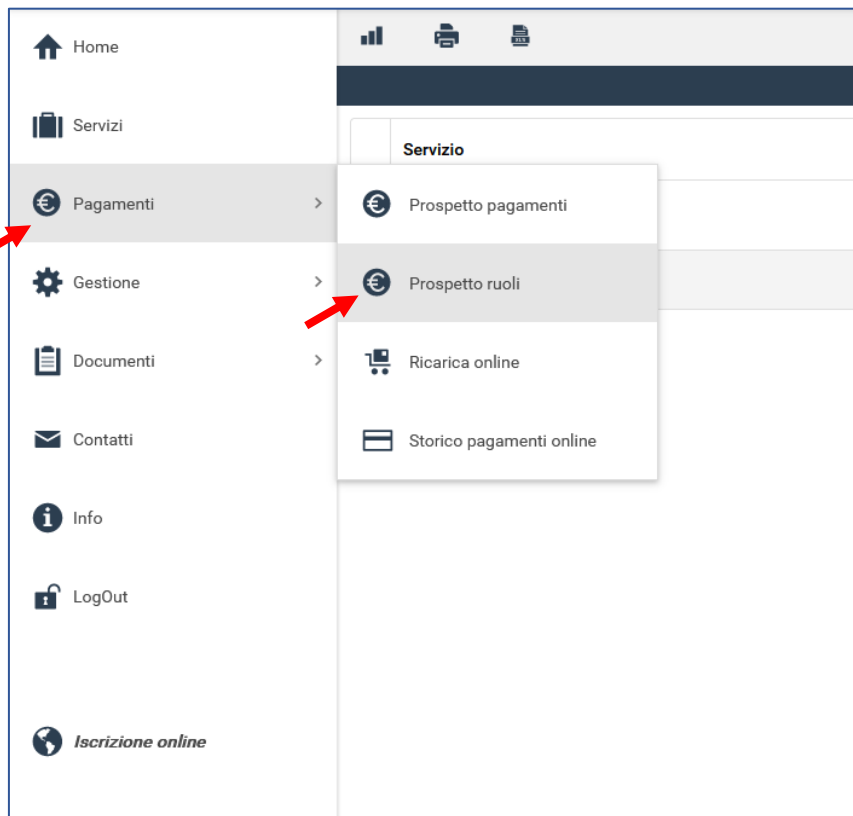 Home
Servizi
Servizio
Pagamenti
Prospetto pagamenti
Gestione
Prospetto ruoli
Documenti
Ricarica online
Contatti
Storico pagamenti online
Info
LogOut
Iscrizione online